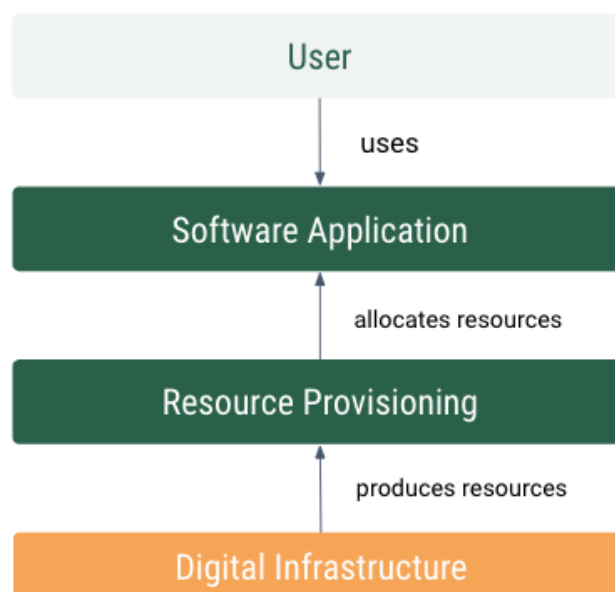 User
uses
Software Application
allocates resources
Resource Provisioning
produces resources
Digital Infrastructure